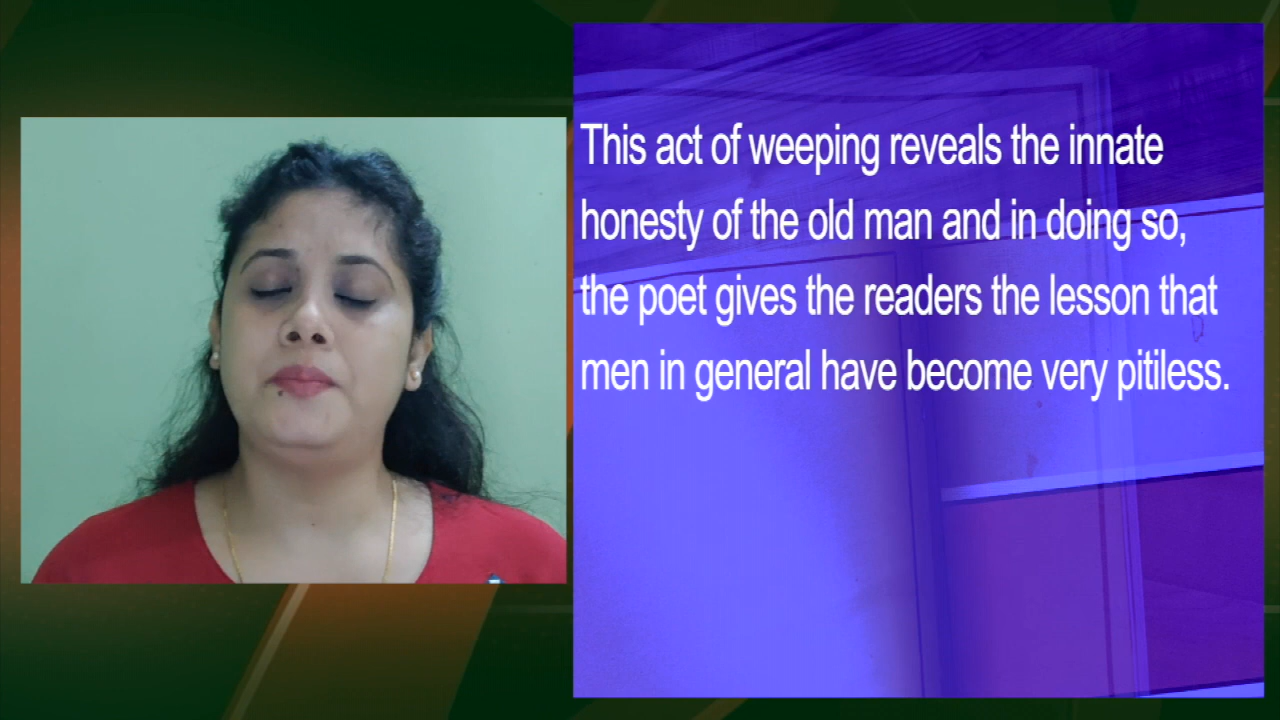 This act of weeping reveals the innate
honesty of the old man and in doing so,
the poet gives the readers the lesson that
men in general have become very pitiless.